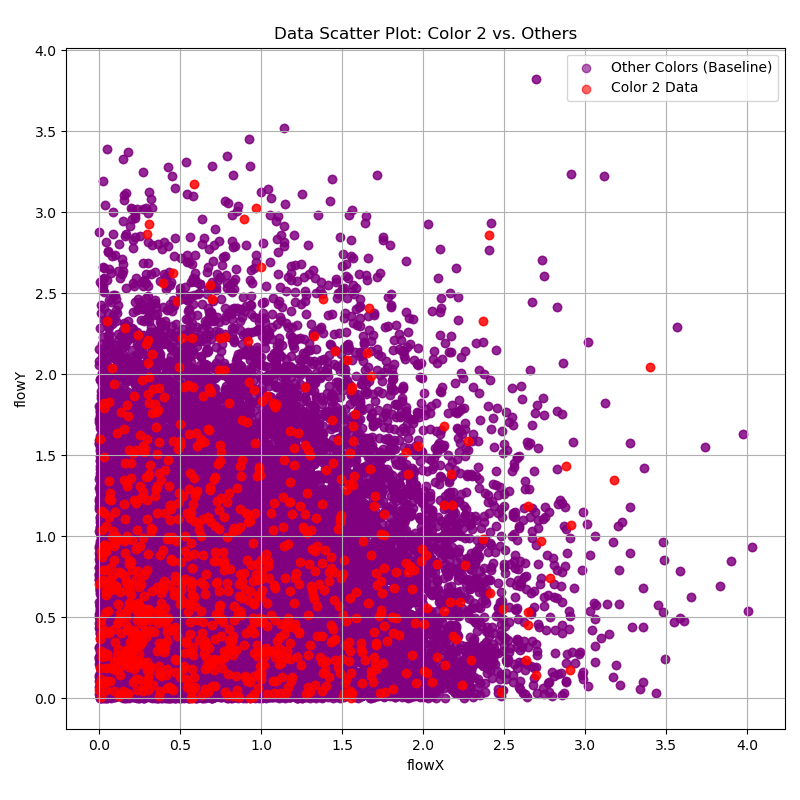 Data Scatter Plot: Color 2 vs. Others
Other Colors (Baseline)
Color 2 Data
flowY
4.0
3.5
3.0
2.5
2.0
1.5
1.0
0.5
0.0
0.0 0.5 1.0 1.5 2.0 2.5 3.0 3.5 4.0
flowX